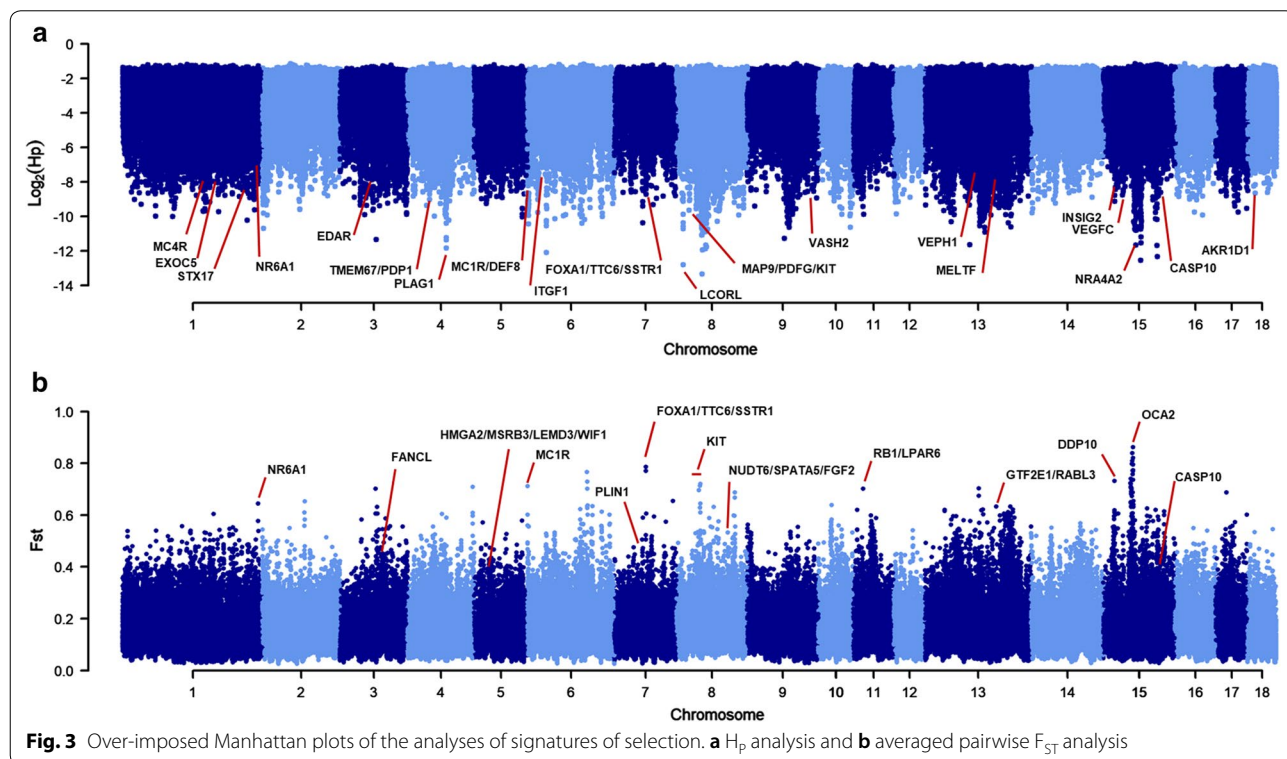 a
0
-2
-4
-6
-8
-10
-12
-14
Log2(Hp)
MC4R
EXOC5
STX17
NR6A1
EDAR
TMEM67/PDP1
PLAG1
MC1R/DEF8
ITGF1
FOXA1/TTC6/SSTR1
LCORL
MAP9/PDFG/KIT
VASH2
VEPH1
MELTF
INSIG2
VEGFC
NRA4A2
CASP10
AKR1D1
1 2 3 4 5 6 7 8 9 10 11 12 13 14 15 16 17 18
Chromosome
b
1.0
0.8
0.6
0.4
0.2
0.0
Fst
NR6A1
FANCL
HMGA2/MSRB3/LEMD3/WIF1
MC1R
FOXA1/TTC6/SSTR1
PLIN1
KIT
NUDT6/SPATA5/FGF2
RB1/LPAR6
GTF2E1/RABL3
DDP10
OCA2
CASP10
1 2 3 4 5 6 7 8 9 10 11 12 13 14 15 16 17 18
Chromosome
Fig. 3 Over-imposed Manhattan plots of the analyses of signatures of selection. a HP analysis and b averaged pairwise FST analysis